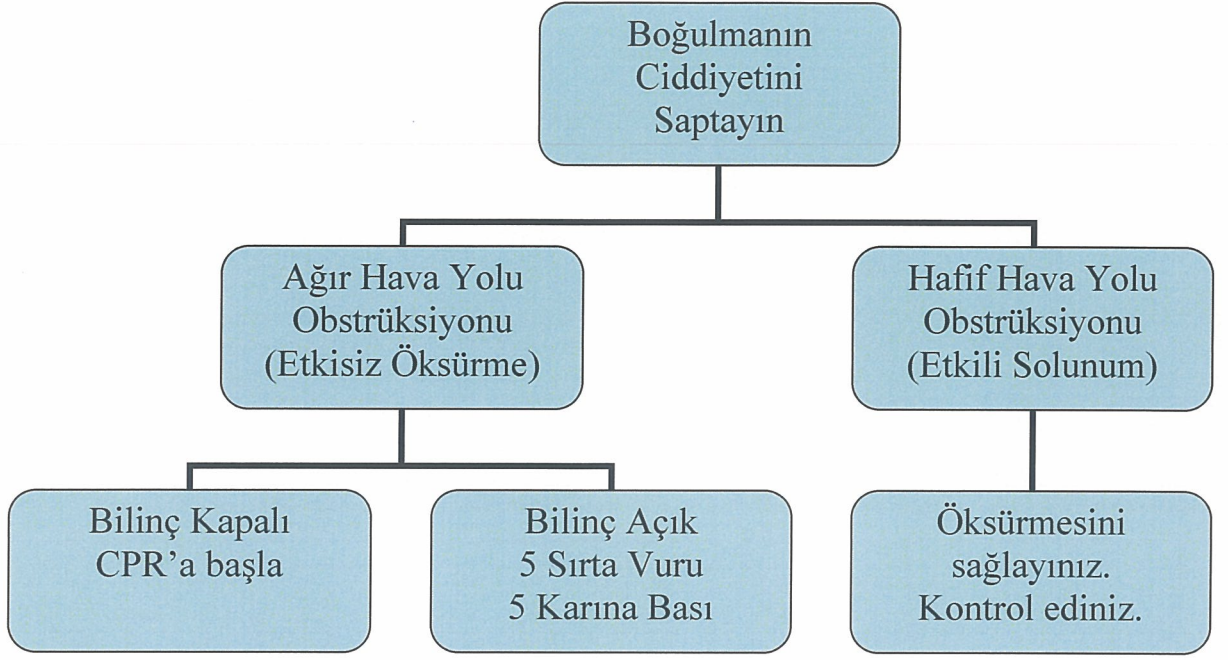 Boğulmanın
Ciddiyetini
Saptayın
Ağır Hava Yolu
Obstrüksiyonu
(Etkisiz Öksürme)
Hafif Hava Yolu
Obstrüksiyonu
(Etkili Solunum)
Bilinç Kapalı
CPR’a başla
Bilinç Açık
5 Sırta Vuru
5 Karına Bası
Öksürmesini
sağlayınız.
Kontrol ediniz.